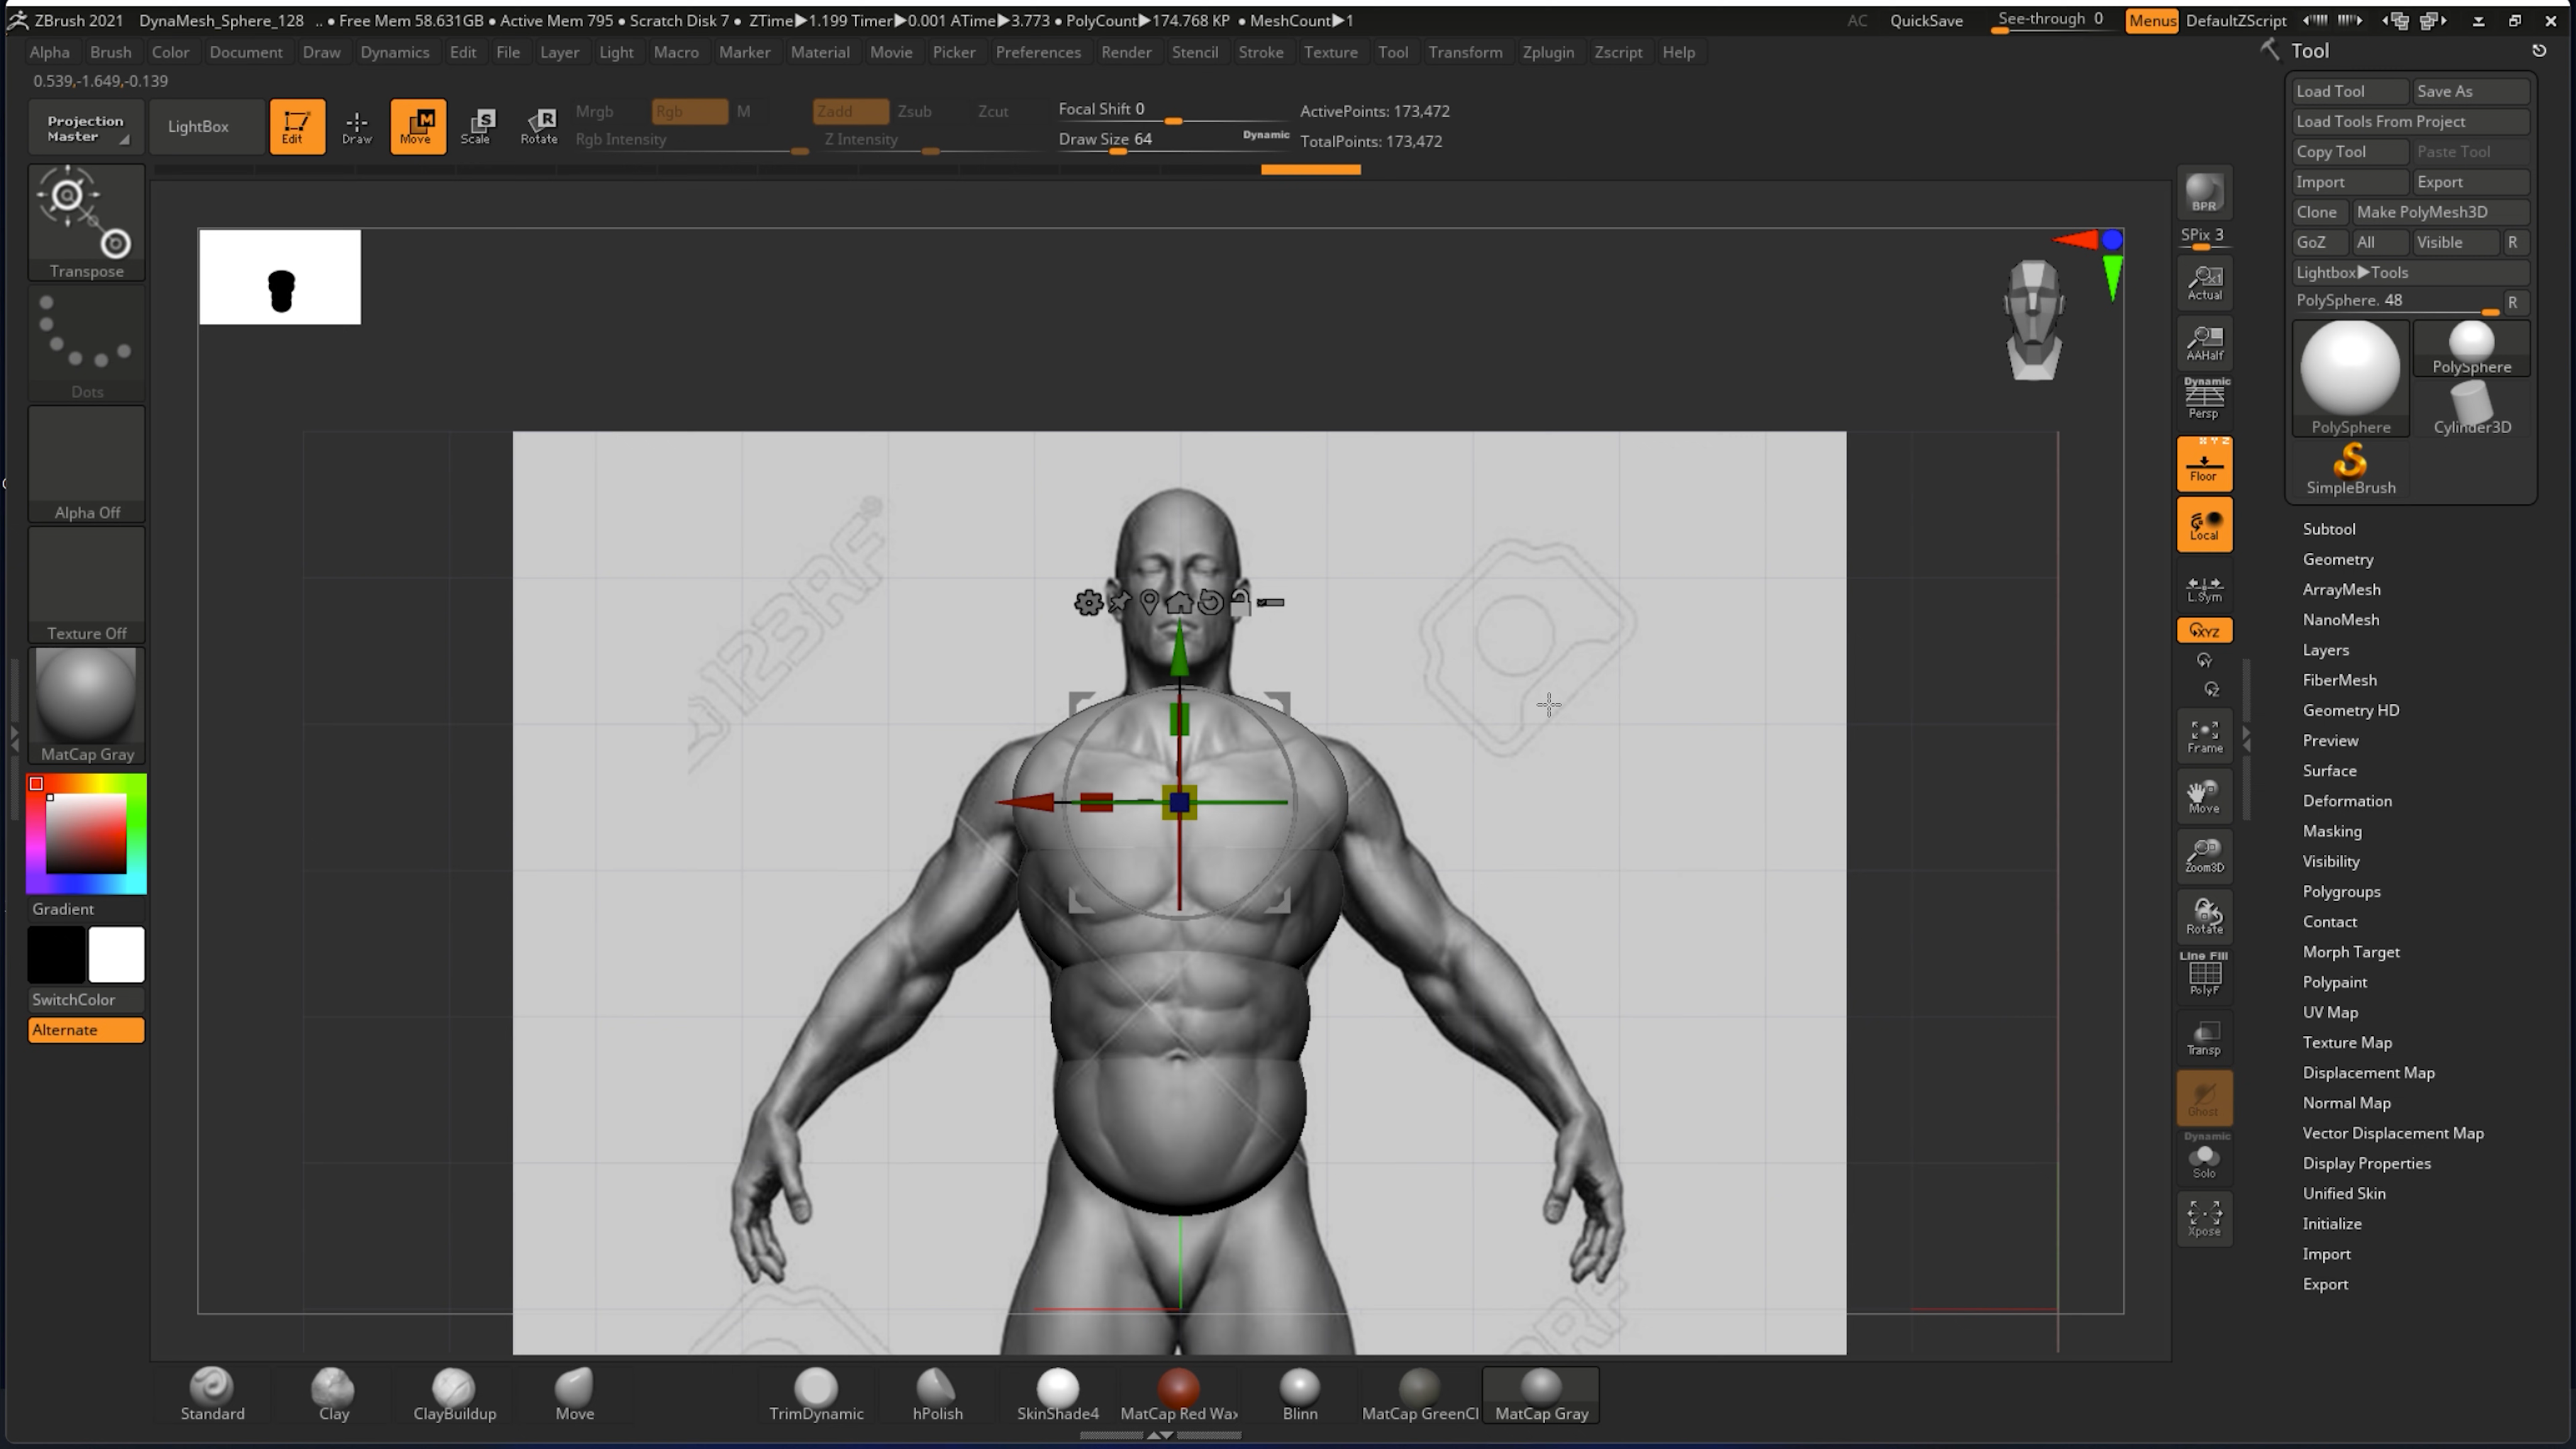 ZBrush 2021 DynaMesh_Sphere_128 .. • Free Mem 58.631GB • Active Mem 795 • Scratch Disk 7 • ZTime▶1.199 Timer▶0.001 ATime▶3.773 • PolyCount▶174.768 KP • MeshCount▶1 AC QuickSave See-through 0 Menus DefaultZScript
Alpha Brush Color Document Draw Dynamics Edit File Layer Light Macro Marker Material Movie Picker Preferences Render Stencil Stroke Texture Tool Transform Zplugin Zscript Help
0.539,-1.649,-0.139
Projection Master
LightBox
Edit
Draw
M
Move
S
Scale
R
Rotate
Mrgb Rgb M
Rgb Intensity
Zadd Zsub Zcut
Z Intensity
Focal Shift 0
Draw Size 64
Dynamic
ActivePoints: 173,472
TotalPoints: 173,472
Transpose
Dots
Alpha Off
Texture Off
MatCap Gray
Gradient
SwitchColor
Alternate
123RF®
BPR
SPix 3
x1
Actual
AAHalf
Dynamic
Persp
X Y Z
Floor
Local
L.Sym
XYZ
Y
Z
Frame
Move
Zoom3D
Rotate
Line Fill
PolyF
Transp
Ghost
Dynamic
Solo
Xpose
Tool
Load Tool Save As
Load Tools From Project
Copy Tool Paste Tool
Import Export
Clone Make PolyMesh3D
GoZ All Visible R
Lightbox▶Tools
PolySphere. 48 R
PolySphere
PolySphere
Cylinder3D
SimpleBrush
Subtool
Geometry
ArrayMesh
NanoMesh
Layers
FiberMesh
Geometry HD
Preview
Surface
Deformation
Masking
Visibility
Polygroups
Contact
Morph Target
Polypaint
UV Map
Texture Map
Displacement Map
Normal Map
Vector Displacement Map
Display Properties
Unified Skin
Initialize
Import
Export
Standard Clay ClayBuildup Move TrimDynamic hPolish SkinShade4 MatCap Red Wax Blinn MatCap GreenCl MatCap Gray